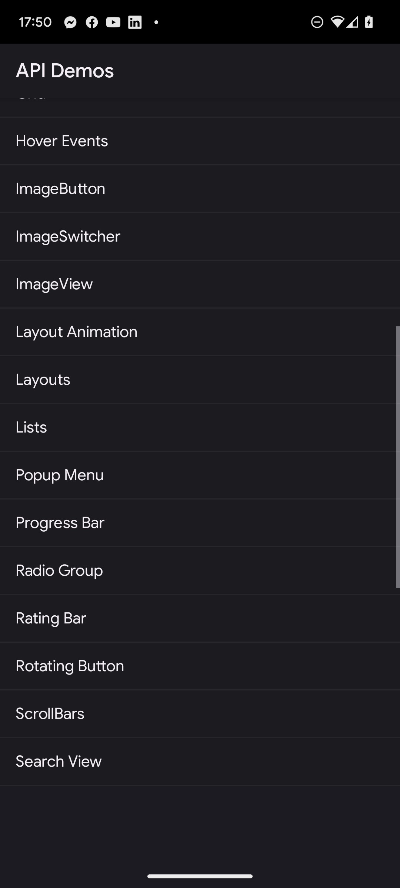 17:50
API Demos
Hover Events
ImageButton
ImageSwitcher
ImageView
Layout Animation
Layouts
Lists
Popup Menu
Progress Bar
Radio Group
Rating Bar
Rotating Button
ScrollBars
Search View